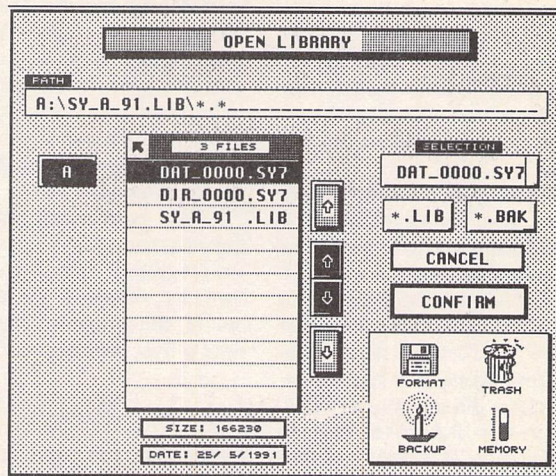 OPEN LIBRARY
PATH
A:\SY_A_91.LIB\*.*____________________________
A
3 FILES
DAT_0000.SY7
DIR_0000.SY7
SY_A_91 .LIB
SELECTION
DAT_0000.SY7
*.LIB
*.BAK
CANCEL
CONFIRM
FORMAT
TRASH
BACKUP
MEMORY
SIZE: 166230
DATE: 25/ 5/1991